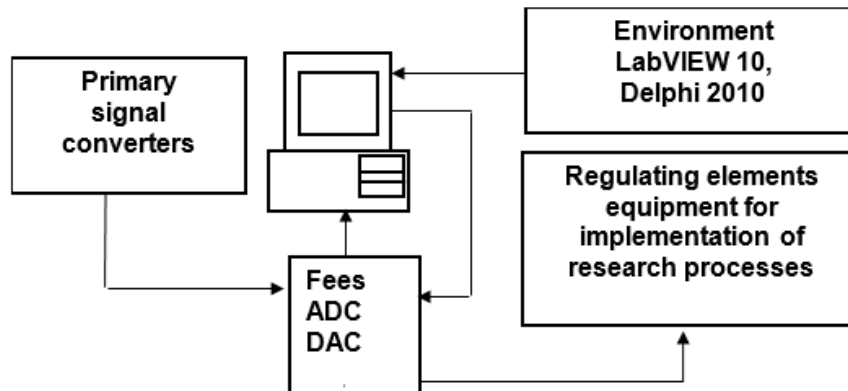 Primary
signal
converters
Environment
LabVIEW 10,
Delphi 2010
Regulating elements
equipment for
implementation of
research processes
Fees
ADC
DAC